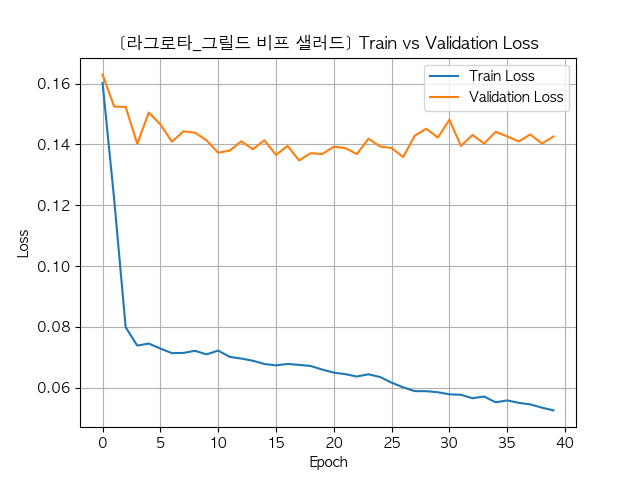 [라그로타_그릴드 비프 샐러드] Train vs Validation Loss
Train Loss
Validation Loss
0.16
0.14
0.12
0.10
0.08
0.06
Loss
0 5 10 15 20 25 30 35 40
Epoch